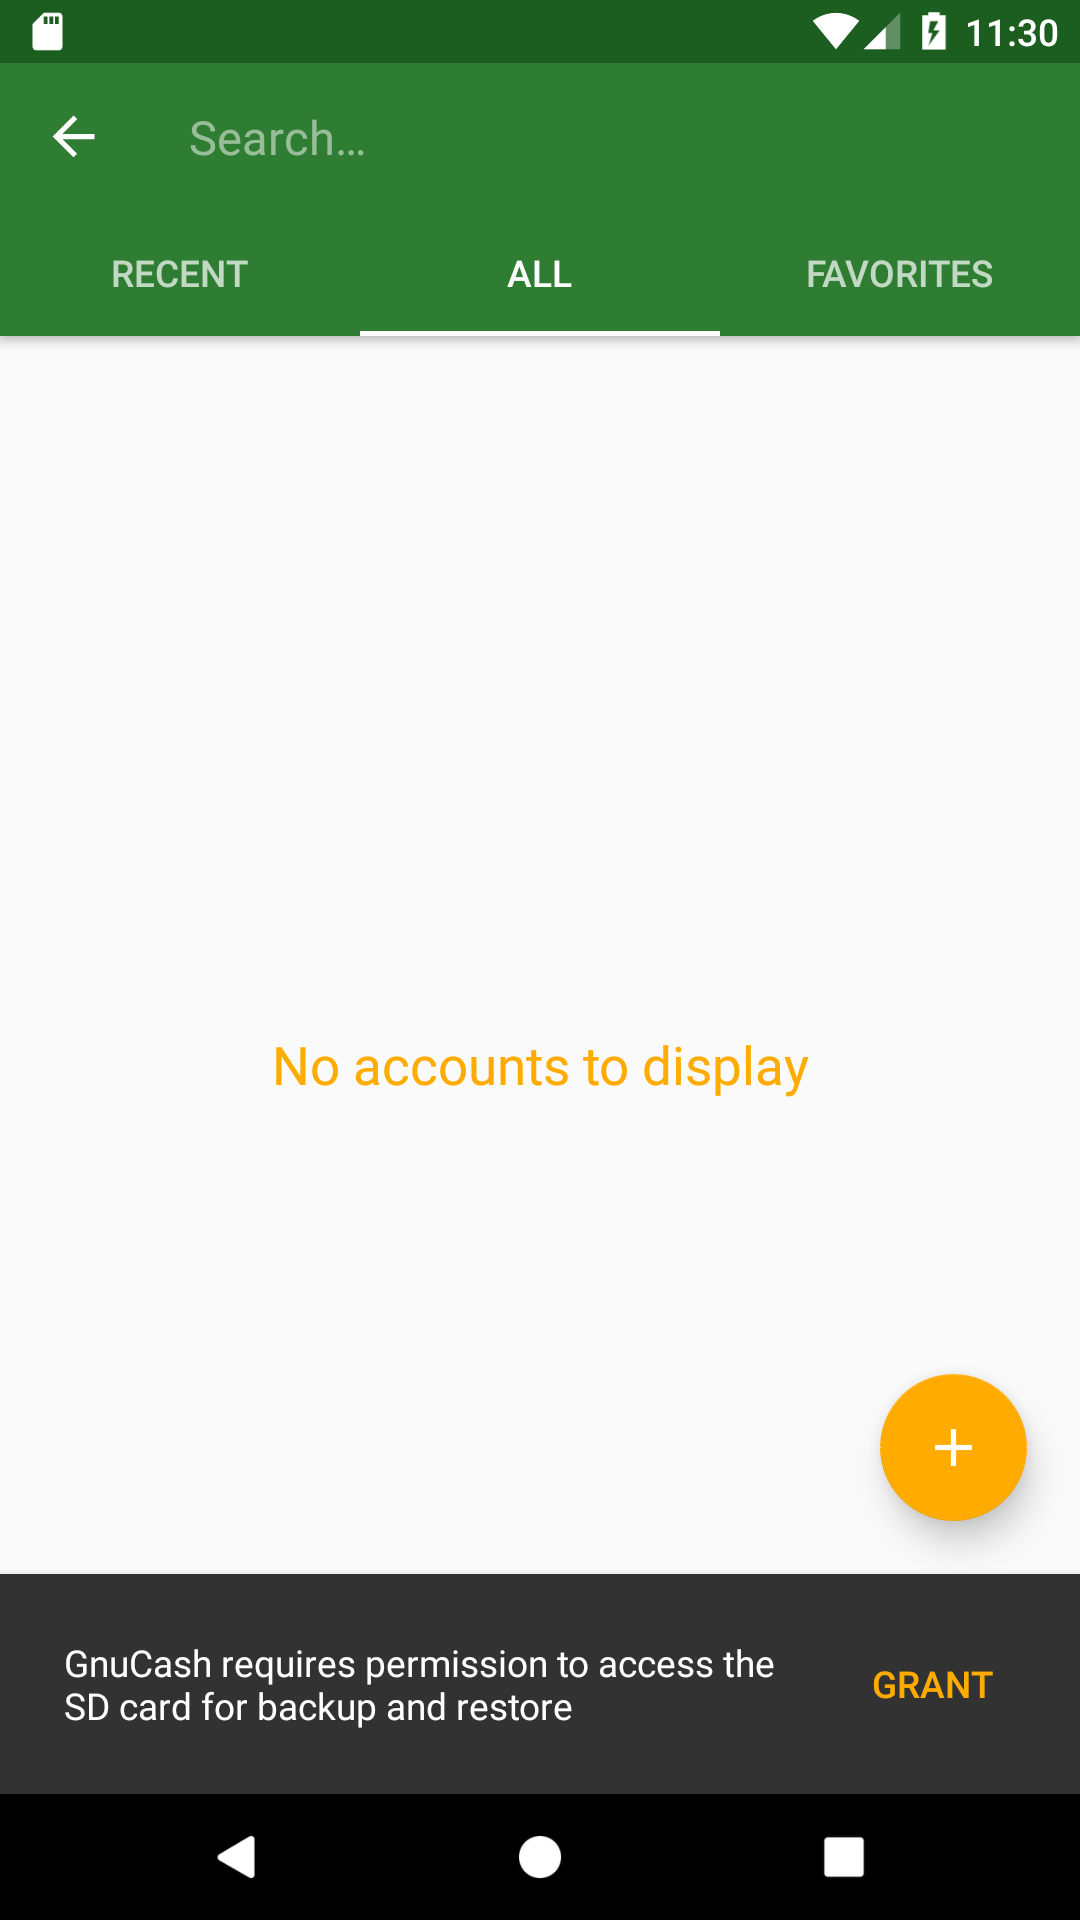 11:30
Search...
RECENT
ALL
FAVORITES
No accounts to display
GnuCash requires permission to access the
SD card for backup and restore
GRANT